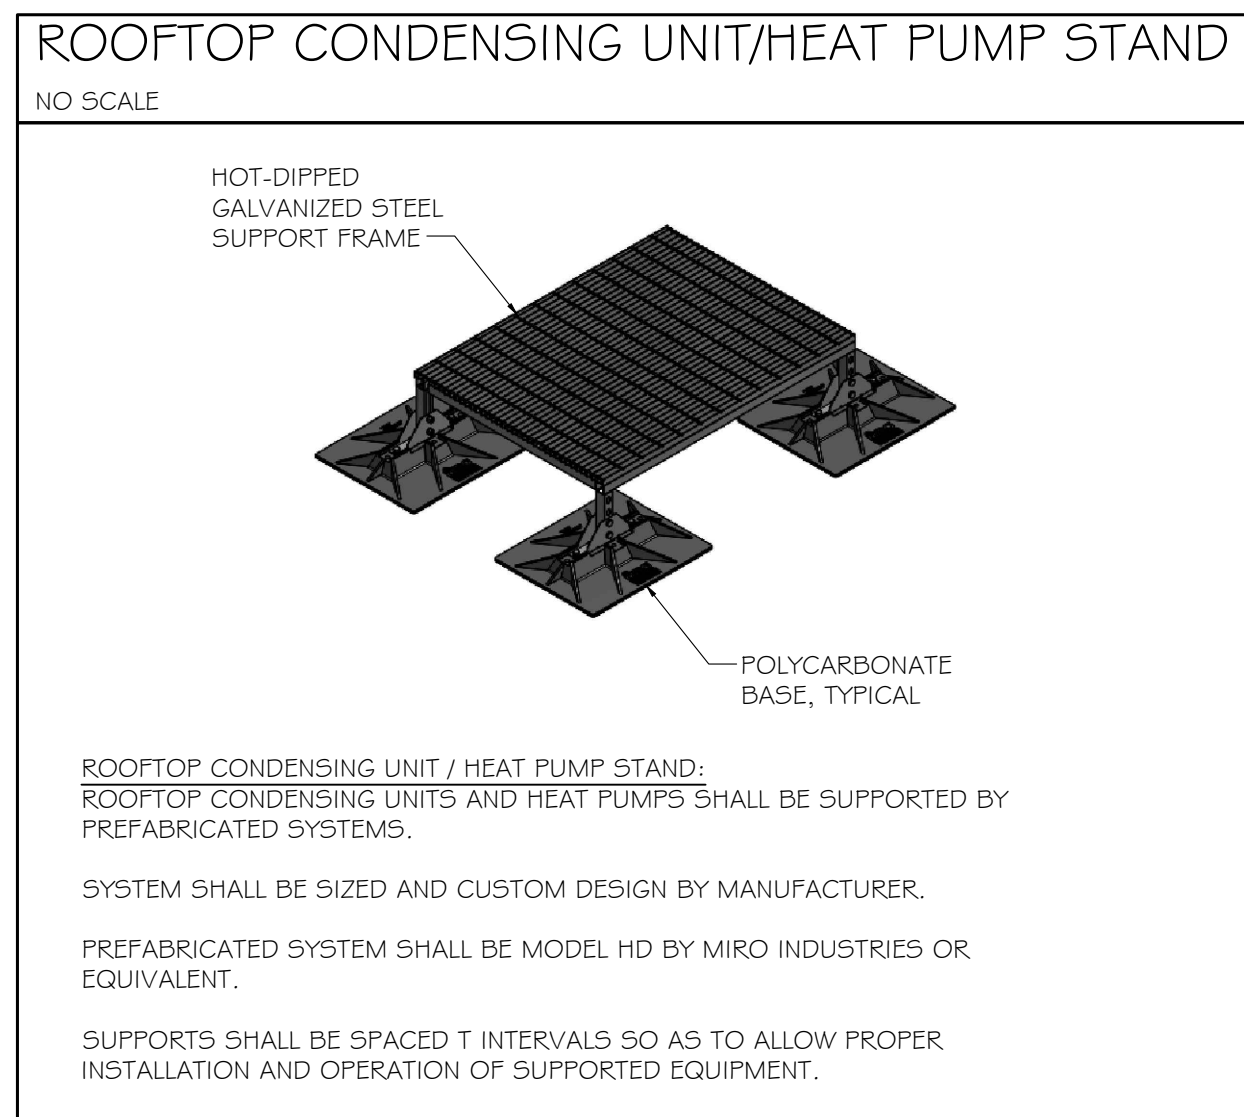 ROOFTOP CONDENSING UNIT/HEAT PUMP STAND
NO SCALE
HOT-DIPPED
GALVANIZED STEEL
SUPPORT FRAME
POLYCARBONATE
BASE, TYPICAL
ROOFTOP CONDENSING UNIT / HEAT PUMP STAND:
ROOFTOP CONDENSING UNITS AND HEAT PUMPS SHALL BE SUPPORTED BY
PREFABRICATED SYSTEMS.
SYSTEM SHALL BE SIZED AND CUSTOM DESIGN BY MANUFACTURER.
PREFABRICATED SYSTEM SHALL BE MODEL HD BY MIRO INDUSTRIES OR
EQUIVALENT.
SUPPORTS SHALL BE SPACED T INTERVALS SO AS TO ALLOW PROPER
INSTALLATION AND OPERATION OF SUPPORTED EQUIPMENT.